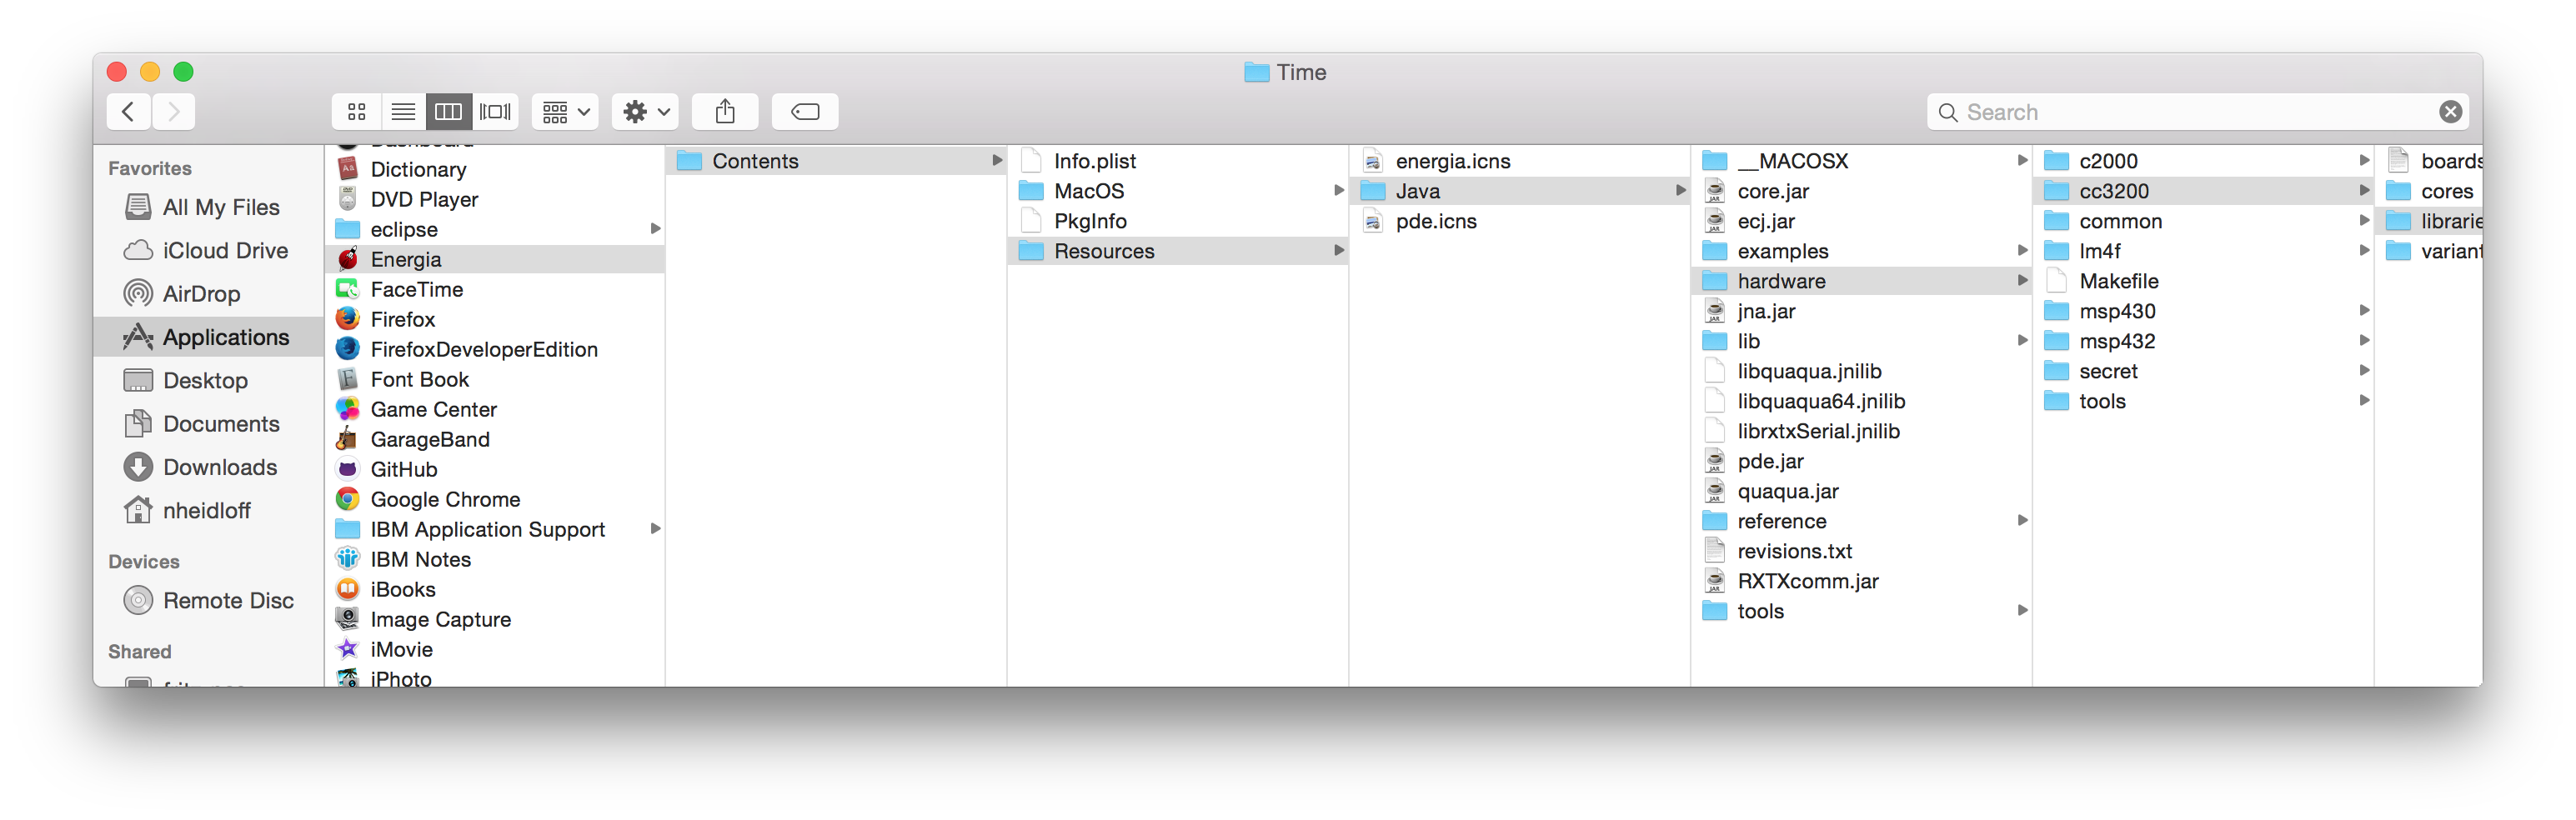 Time
Search
Favorites
All My Files
iCloud Drive
AirDrop
Applications
Desktop
Documents
Downloads
nheidloff
Devices
Remote Disc
Shared
Dashboard
Dictionary
DVD Player
eclipse
Energia
FaceTime
Firefox
FirefoxDeveloperEdition
Font Book
Game Center
GarageBand
GitHub
Google Chrome
IBM Application Support
IBM Notes
iBooks
Image Capture
iMovie
iPhoto
Contents
Info.plist
MacOS
PkgInfo
Resources
energia.icns
Java
pde.icns
__MACOSX
core.jar
ecj.jar
examples
hardware
jna.jar
lib
libquaqua.jnilib
libquaqua64.jnilib
librxtxSerial.jnilib
pde.jar
quaqua.jar
reference
revisions.txt
RXTXcomm.jar
tools
c2000
cc3200
common
lm4f
Makefile
msp430
msp432
secret
tools
boards
cores
librarie
variant